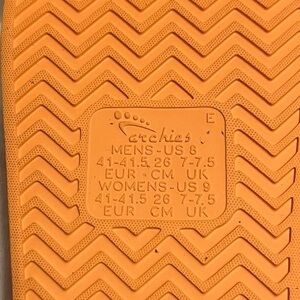 E
archies
MENS-US 8
41-41.5 26 7-7.5
EUR CM UK
WOMENS-US 9
41-41.5 26 7-7.5
EUR CM UK